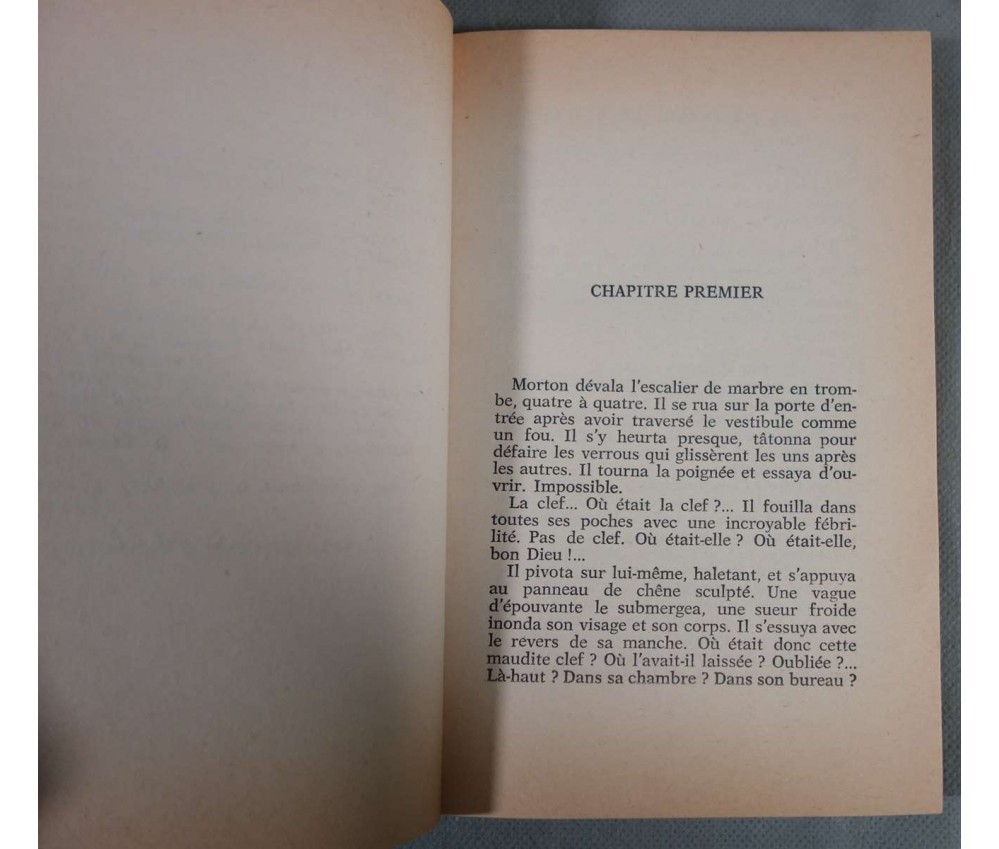 CHAPITRE PREMIER
Morton dévala l'escalier de marbre en trom-
be, quatre à quatre. Il se rua sur la porte d'en-
trée après avoir traversé le vestibule comme
un fou. Il s'y heurta presque, tâtonna pour
défaire les verrous qui glissèrent les uns après
les autres. Il tourna la poignée et essaya d'ou-
vrir. Impossible.
La clef... Où était la clef ?... Il fouilla dans
toutes ses poches avec une incroyable fébri-
lité. Pas de clef. Où était-elle ? Où était-elle,
bon Dieu !...
Il pivota sur lui-même, haletant, et s'appuya
au panneau de chêne sculpté. Une vague
d'épouvante le submergea, une sueur froide
inonda son visage et son corps. Il s'essuya avec
le revers de sa manche. Où était donc cette
maudite clef ? Où l'avait-il laissée ? Oubliée ?...
Là-haut ? Dans sa chambre ? Dans son bureau ?